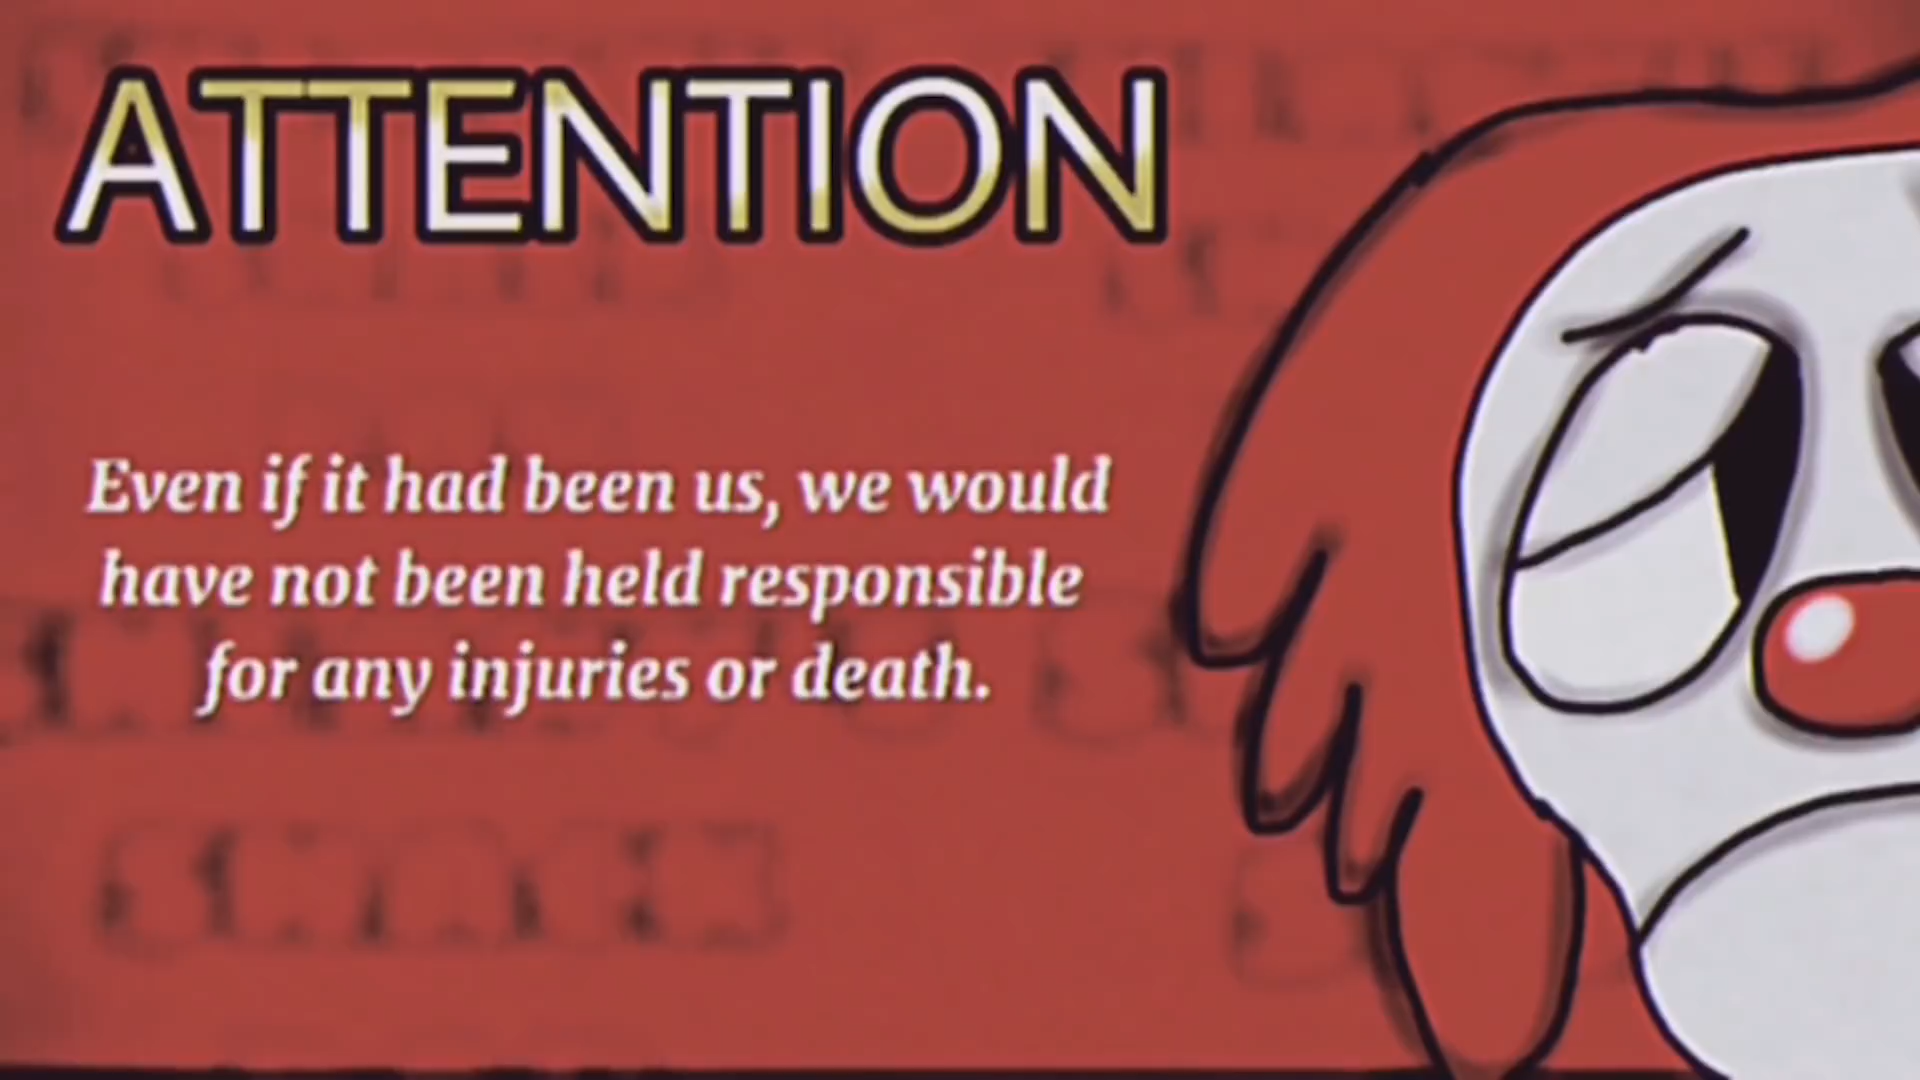 ATTENTION
Even if it had been us, we would
have not been held responsible
for any injuries or death.